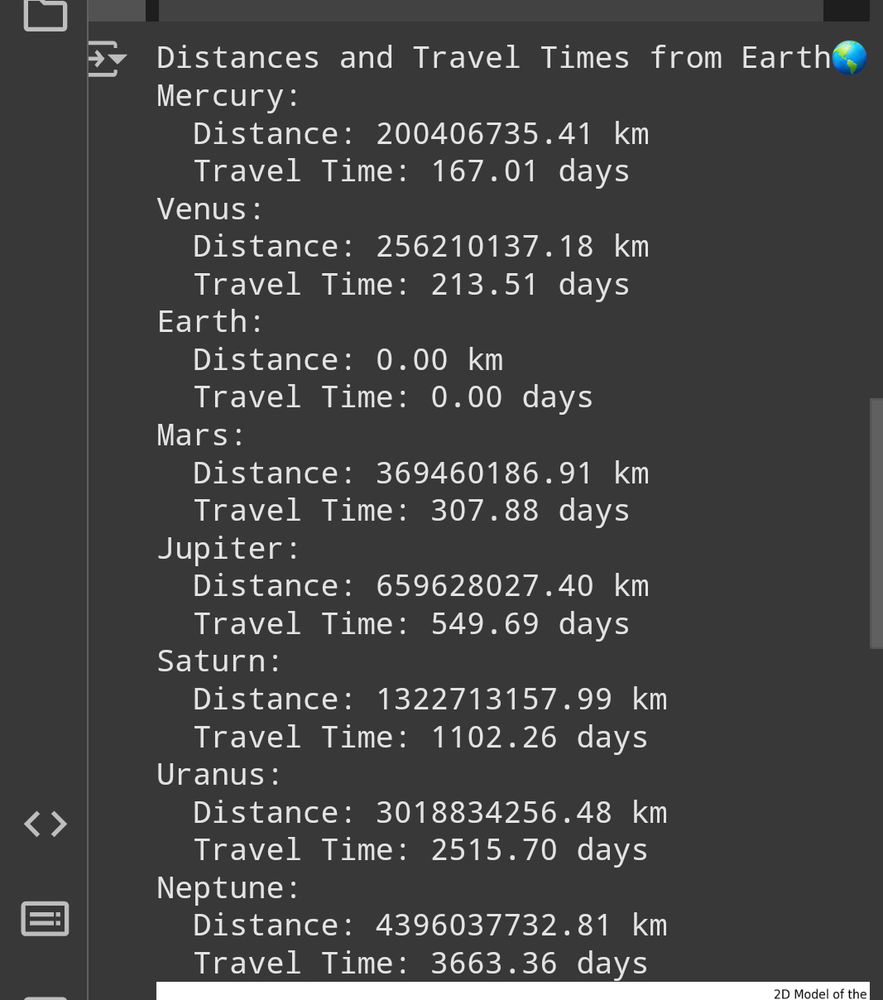 Distances and Travel Times from Earth🌎
Mercury:
  Distance: 200406735.41 km
  Travel Time: 167.01 days
Venus:
  Distance: 256210137.18 km
  Travel Time: 213.51 days
Earth:
  Distance: 0.00 km
  Travel Time: 0.00 days
Mars:
  Distance: 369460186.91 km
  Travel Time: 307.88 days
Jupiter:
  Distance: 659628027.40 km
  Travel Time: 549.69 days
Saturn:
  Distance: 1322713157.99 km
  Travel Time: 1102.26 days
Uranus:
  Distance: 3018834256.48 km
  Travel Time: 2515.70 days
Neptune:
  Distance: 4396037732.81 km
  Travel Time: 3663.36 days
2D Model of the